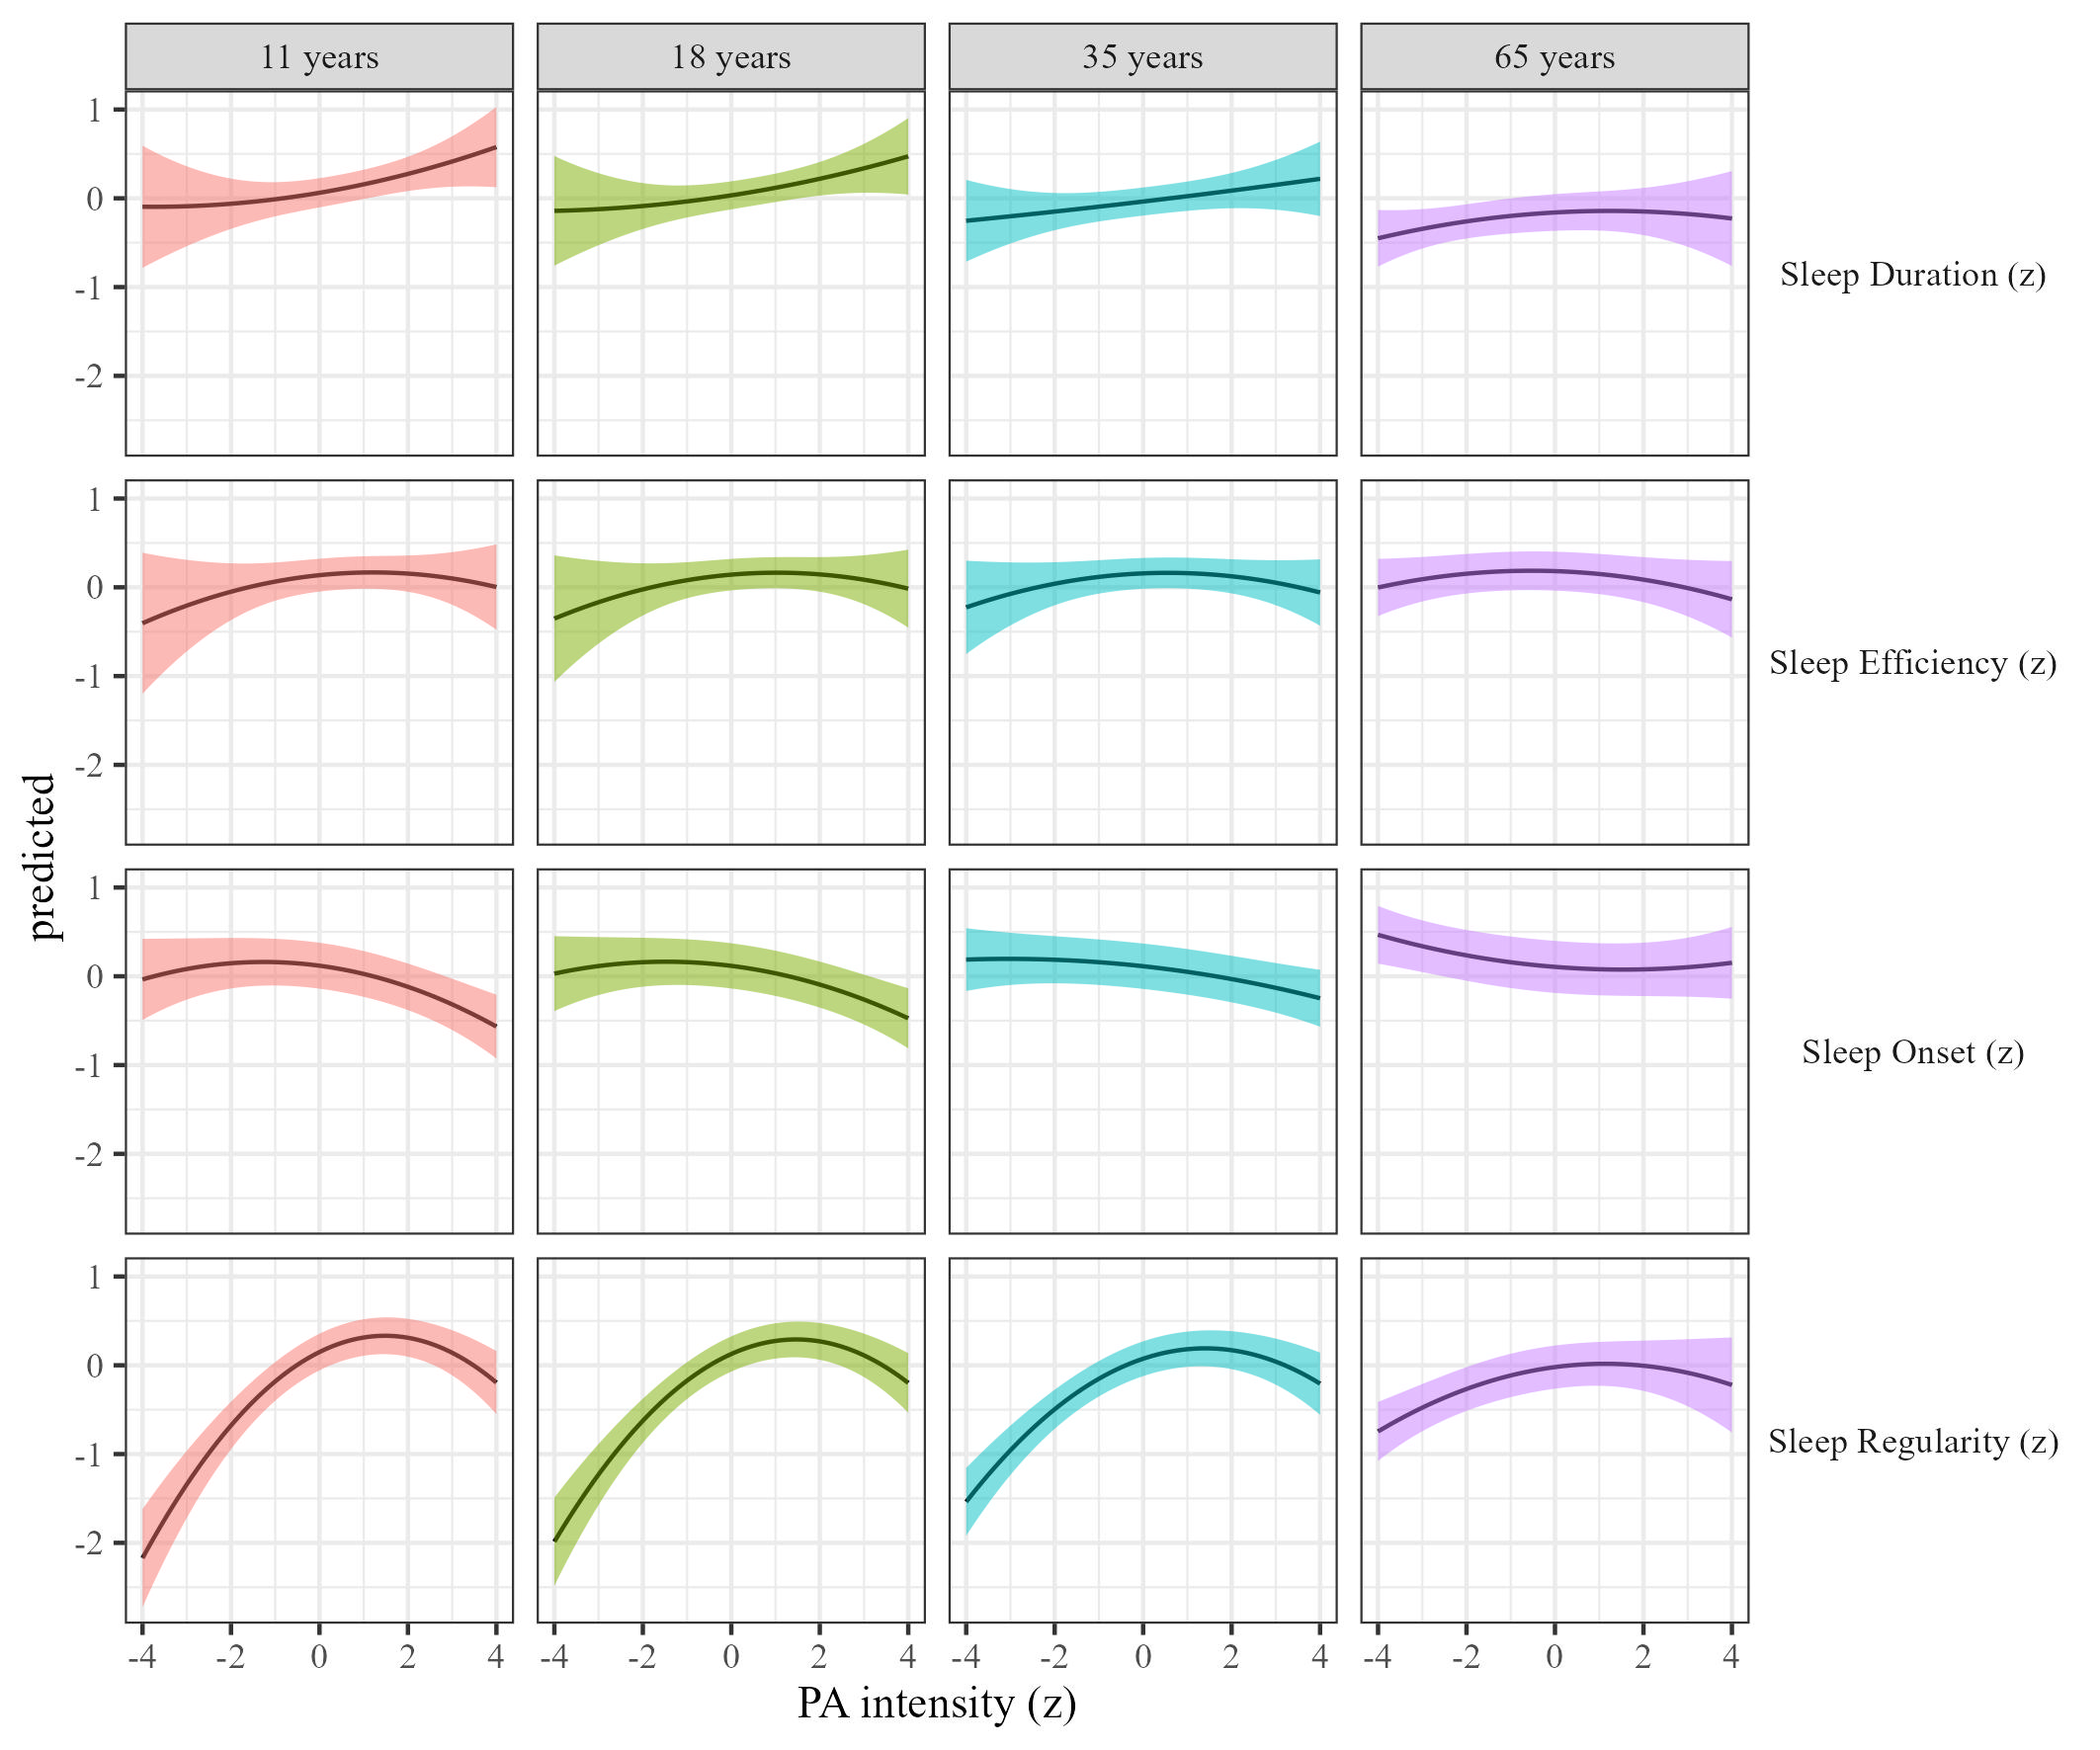 11 years 18 years 35 years 65 years
1
0
-1
-2
Sleep Duration (z)
1
0
-1
-2
Sleep Efficiency (z)
predicted
1
0
-1
-2
Sleep Onset (z)
1
0
-1
-2
Sleep Regularity (z)
-4 -2 0 2 4 -4 -2 0 2 4 -4 -2 0 2 4 -4 -2 0 2 4
PA intensity (z)